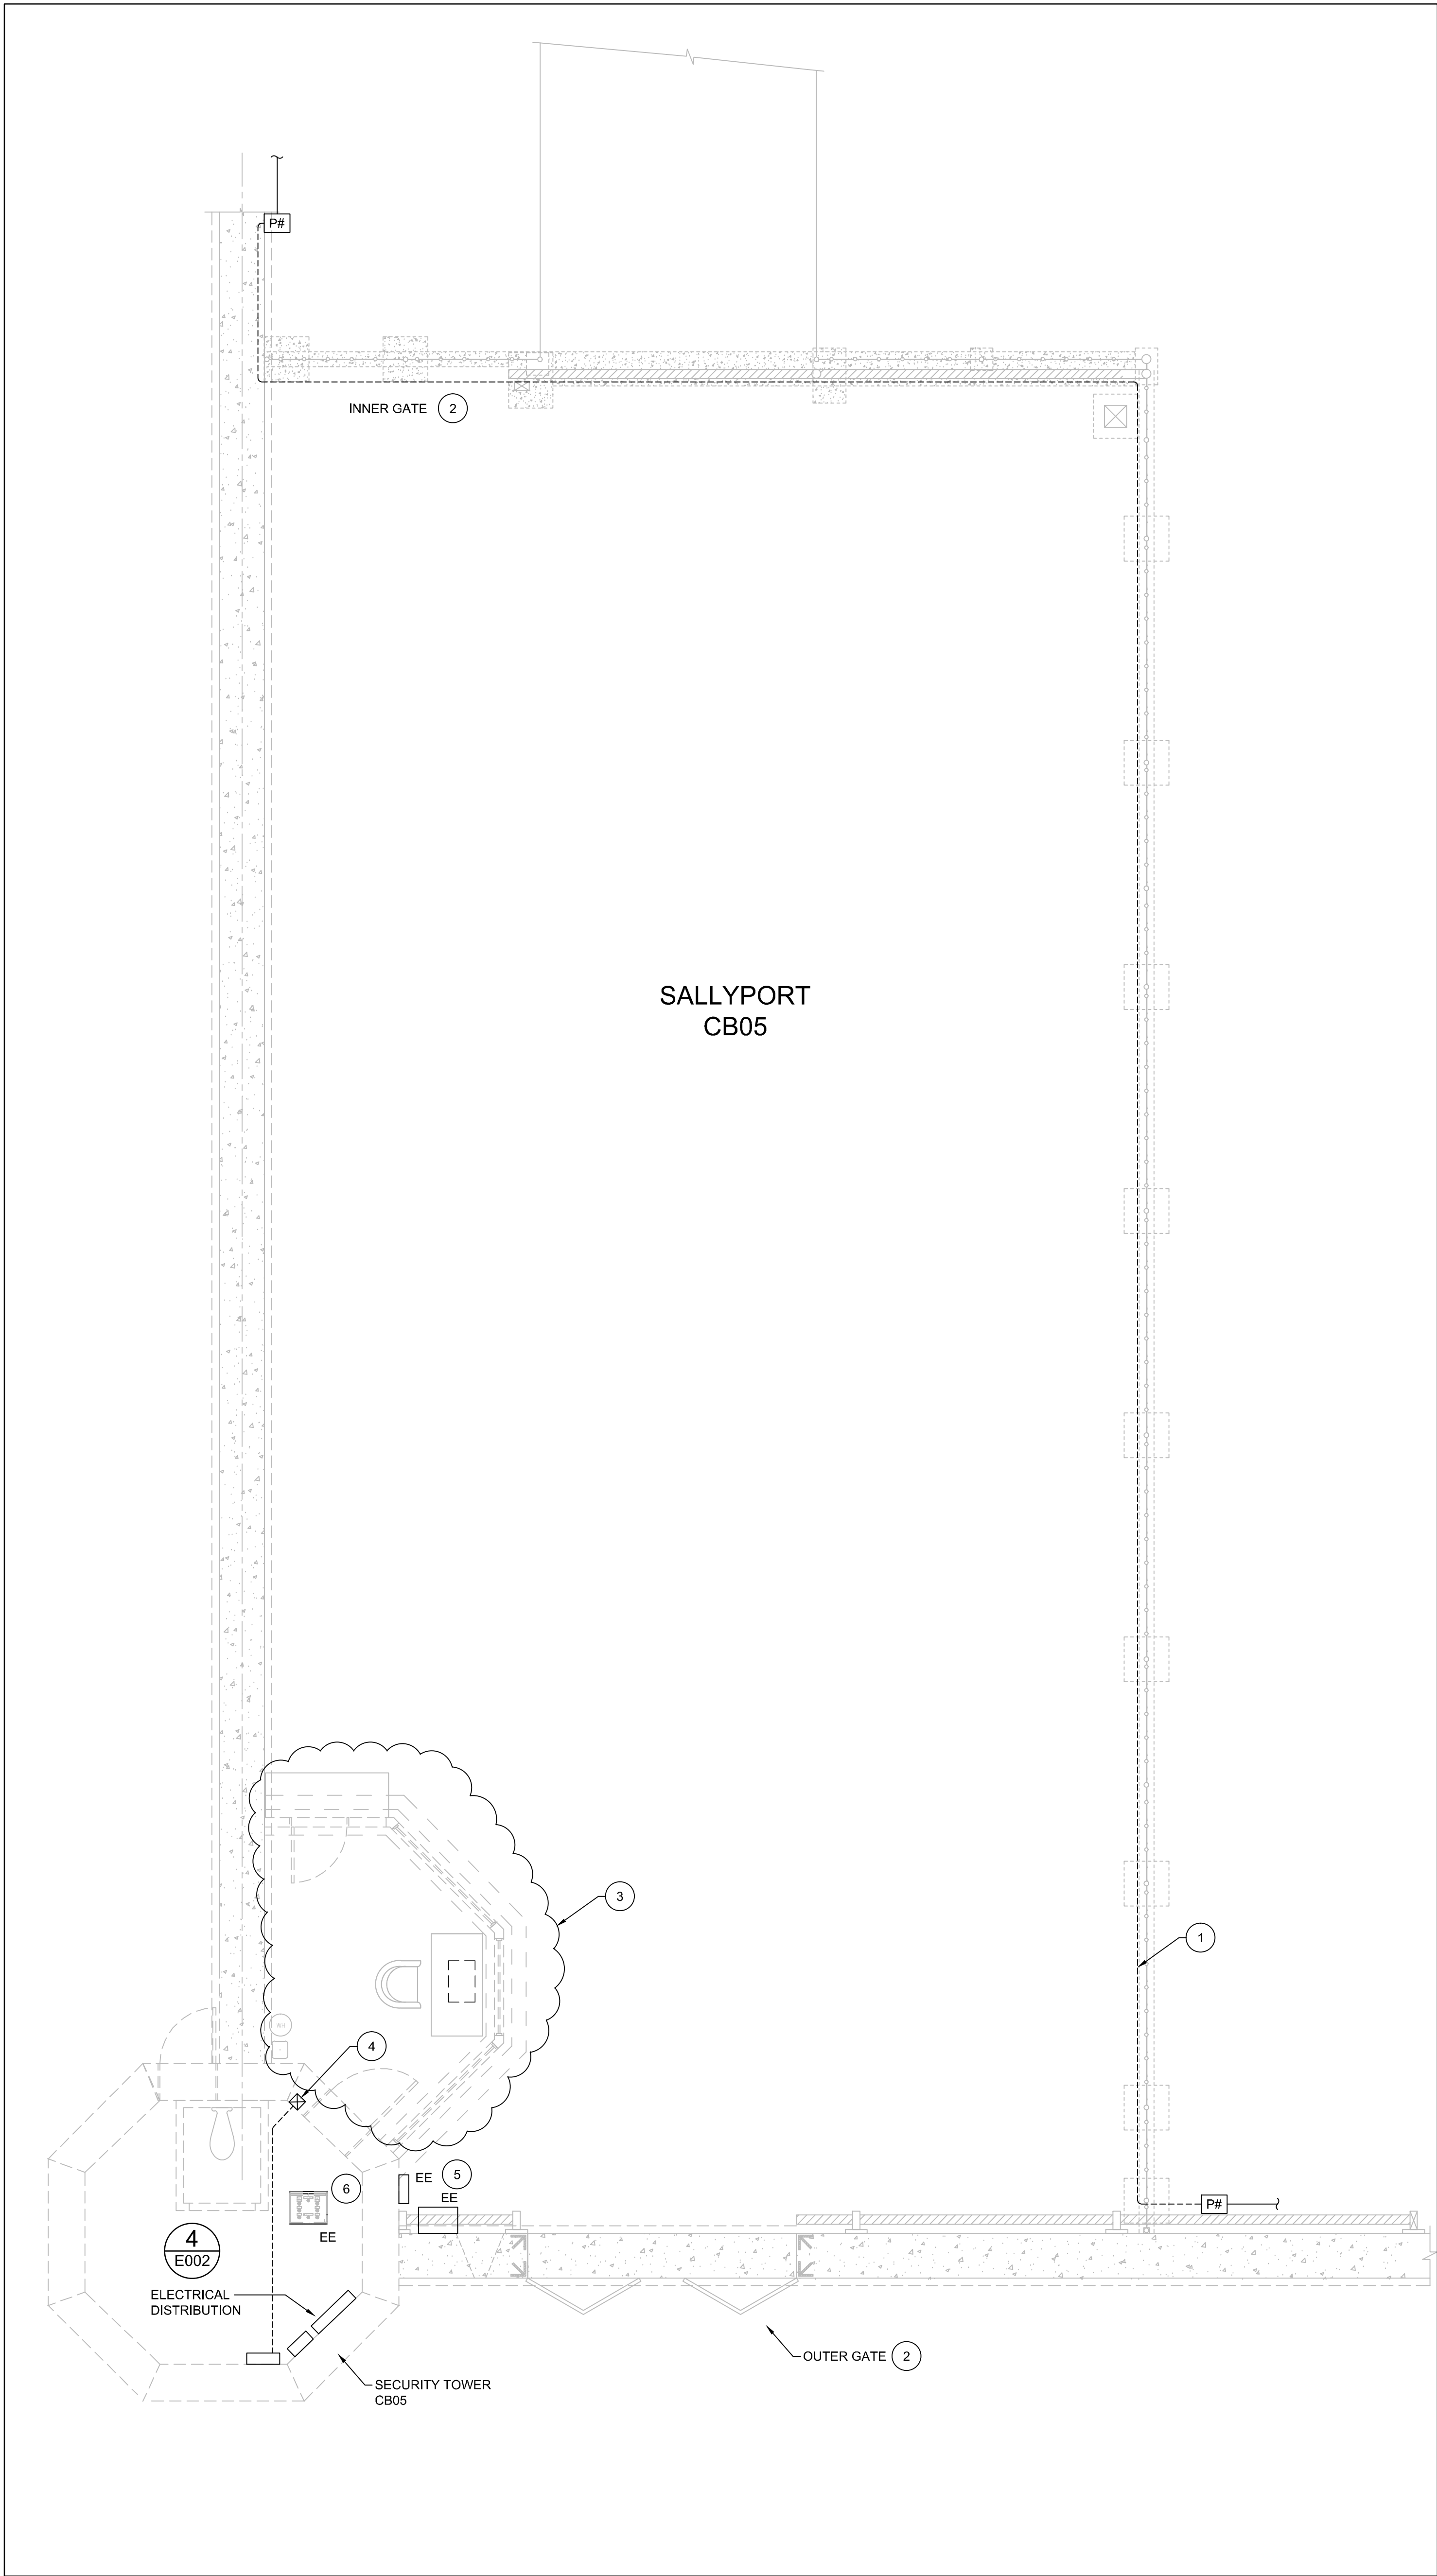 P#
INNER GATE 2
SALLYPORT
CB05
3
1
4
EE 5
EE
6
EE
P#
4
E002
ELECTRICAL
DISTRIBUTION
OUTER GATE 2
SECURITY TOWER
CB05